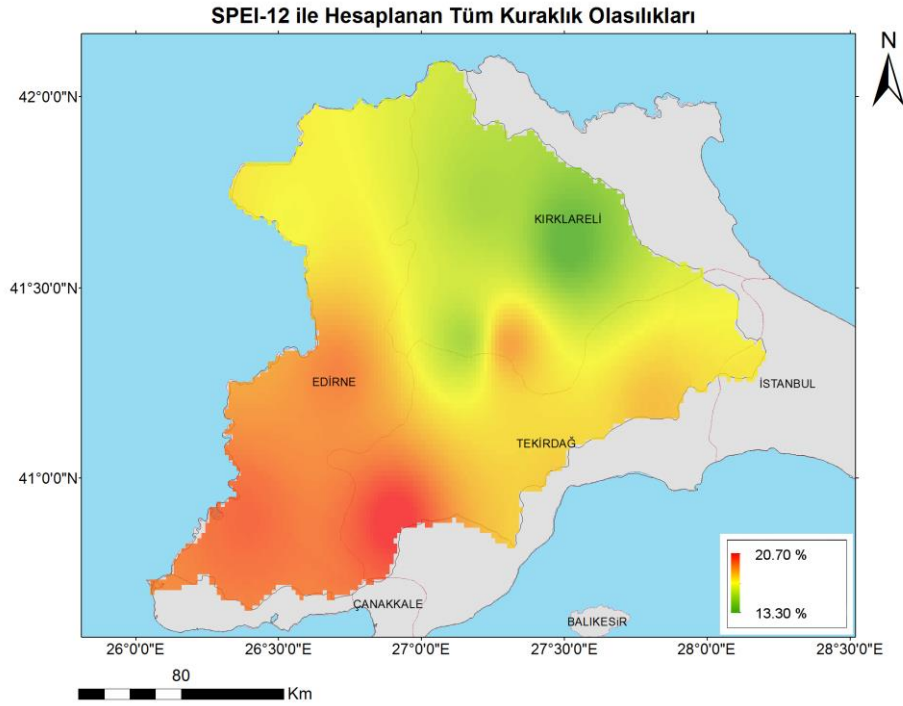 SPEI-12 ile Hesaplanan Tüm Kuraklık Olasılıkları
N
42°0'0"N
KIRKLARELİ
41°30'0"N
EDİRNE
İSTANBUL
TEKİRDAĞ
41°0'0"N
20.70 %
13.30 %
ÇANAKKALE
BALIKESİR
26°0'0"E
26°30'0"E
27°0'0"E
27°30'0"E
28°0'0"E
28°30'0"E
80
Km